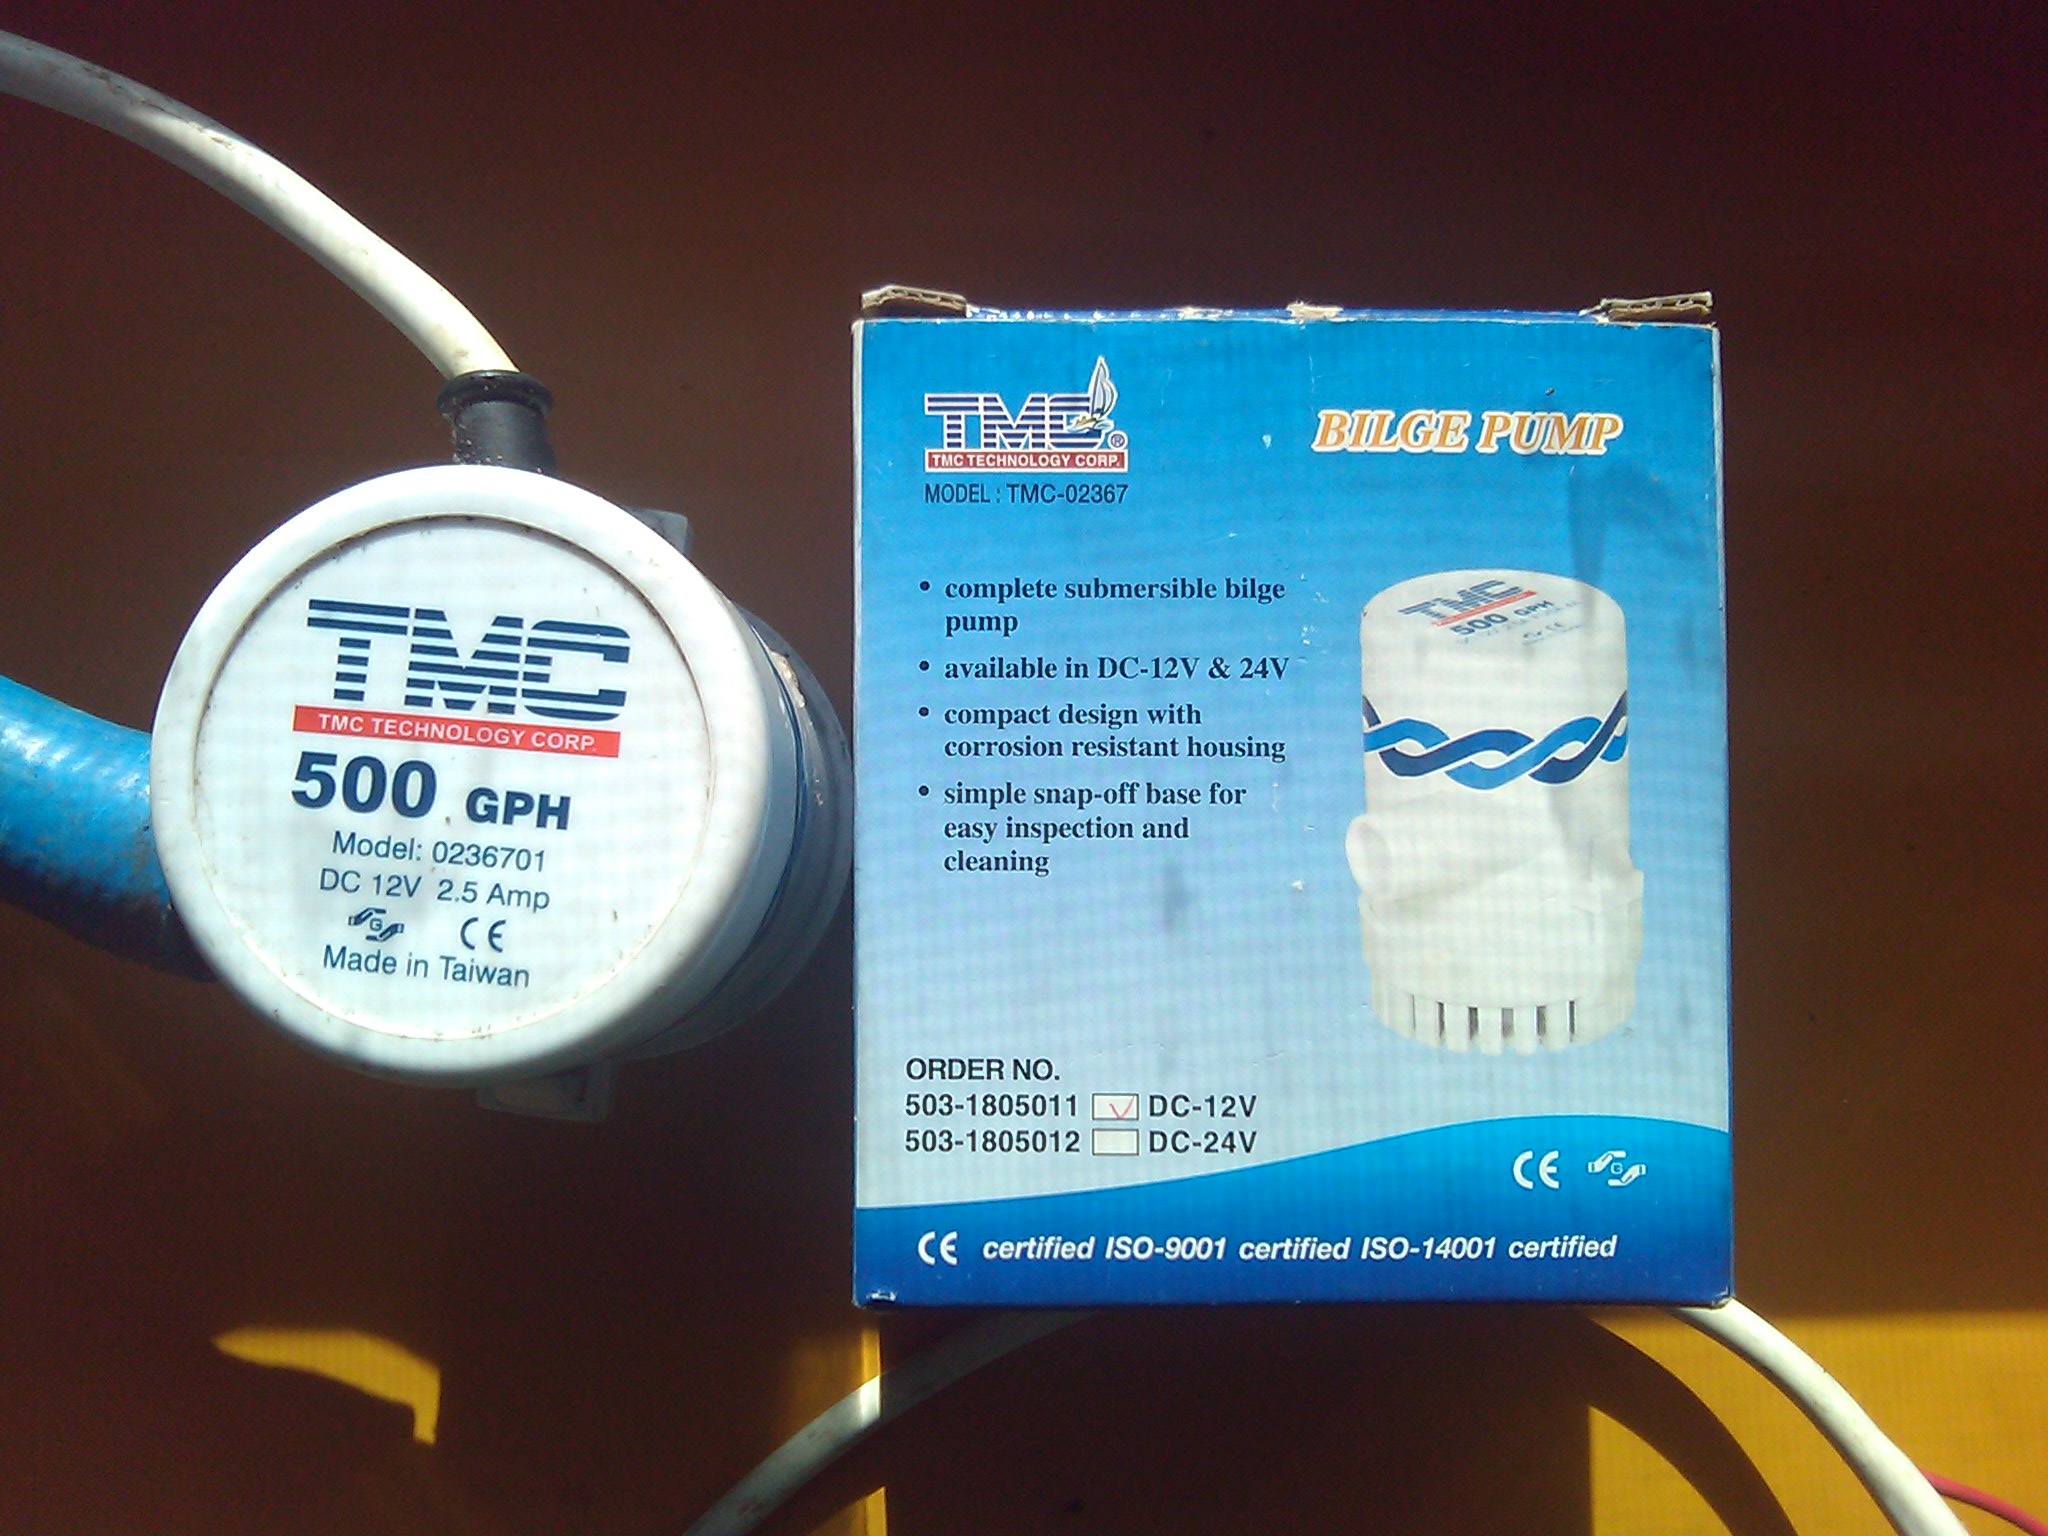 TMC
TMC TECHNOLOGY CORP.
500 GPH
Model: 0236701
DC 12V 2.5 Amp
G
CE
Made in Taiwan
TMC®
TMC TECHNOLOGY CORP.
MODEL : TMC-02367
BILGE PUMP
• complete submersible bilge
pump
• available in DC-12V & 24V
• compact design with
corrosion resistant housing
• simple snap-off base for
easy inspection and
cleaning
TMC
500 GPH
ORDER NO.
503-1805011 DC-12V
503-1805012 DC-24V
CE G
CE certified ISO-9001 certified ISO-14001 certified